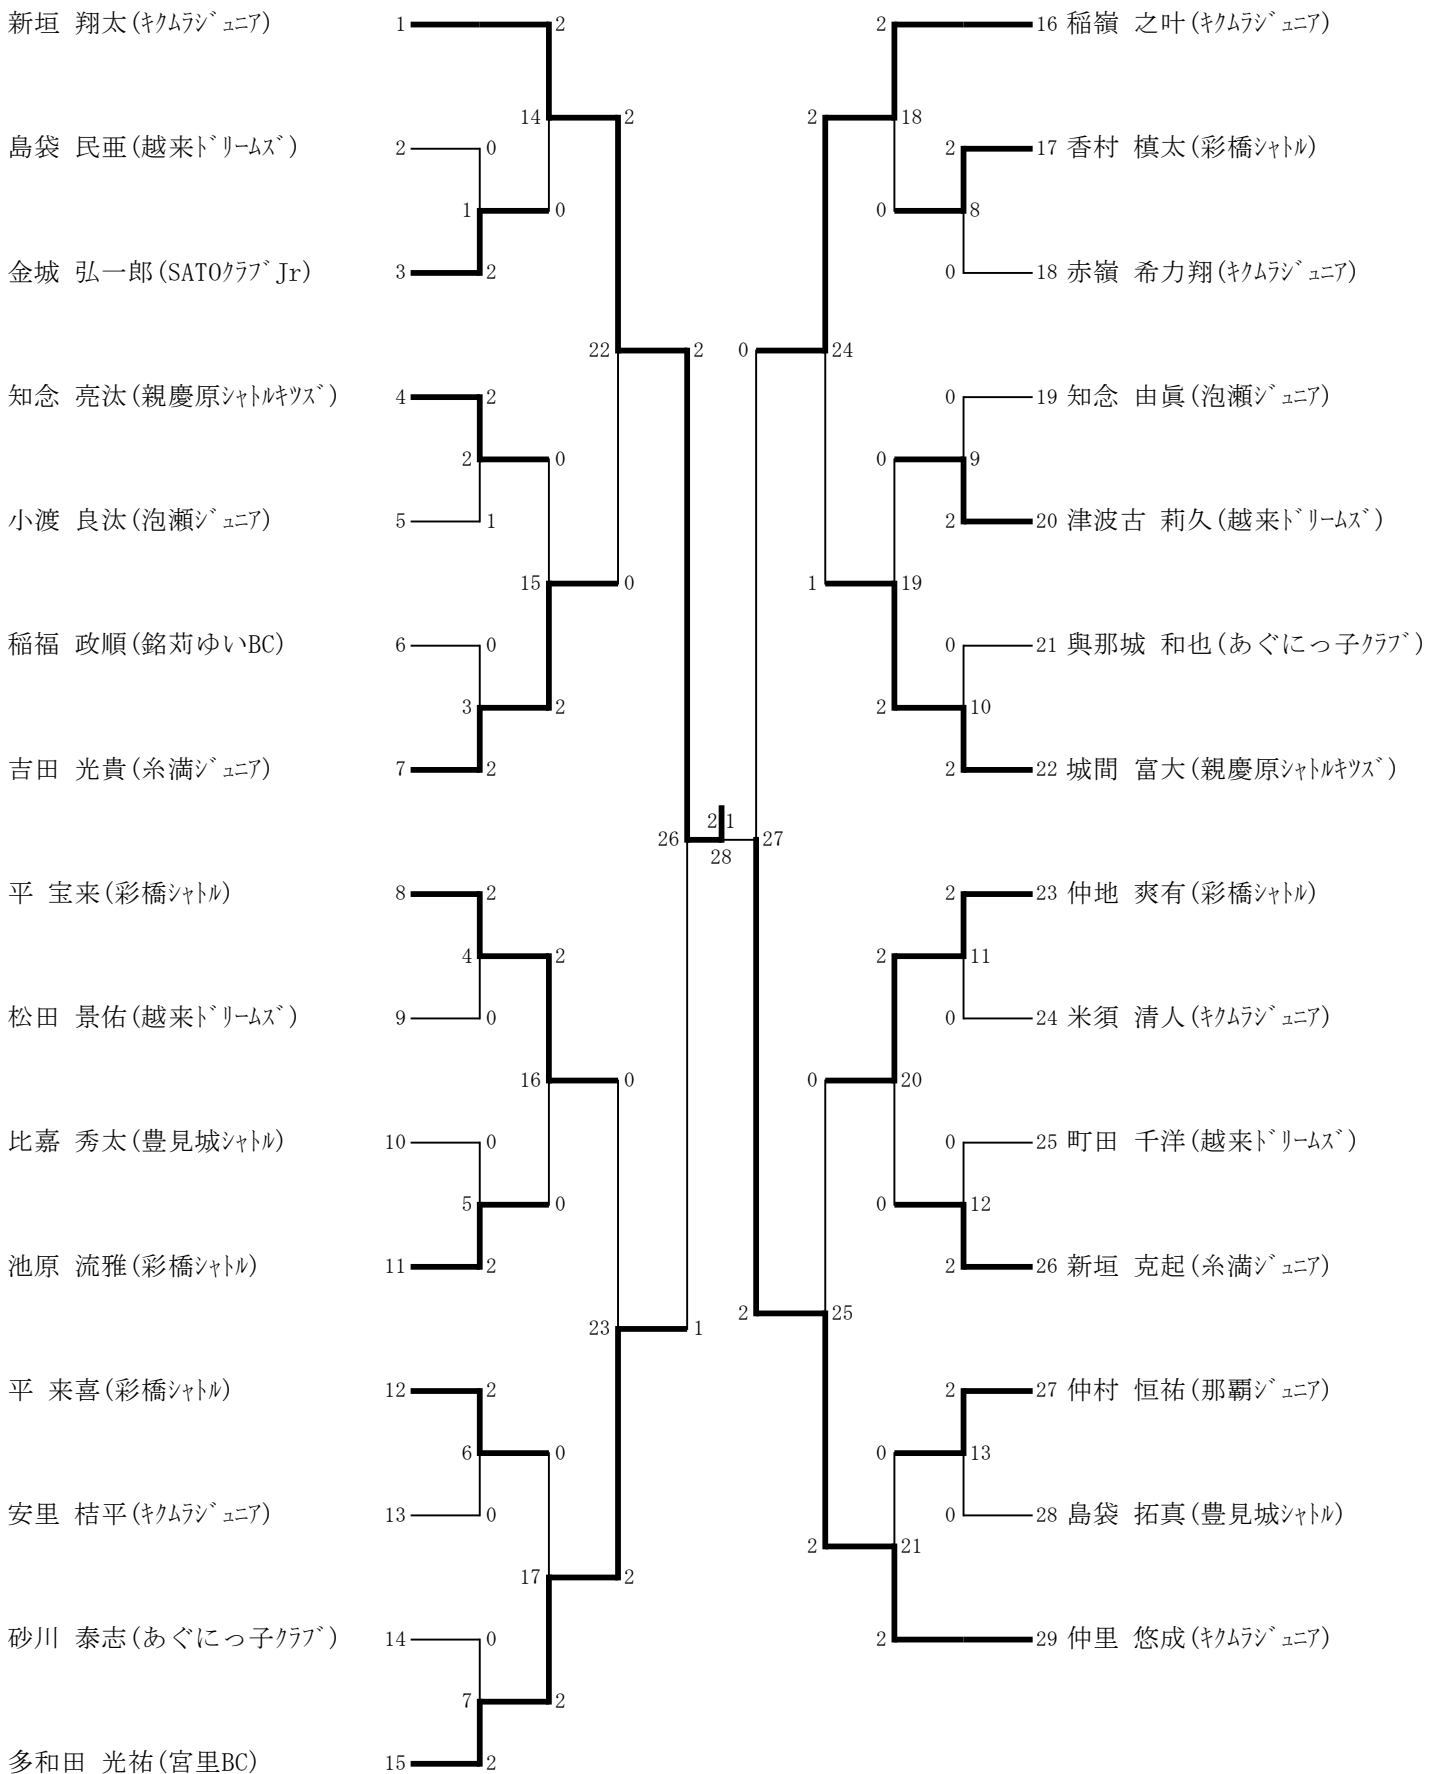 新垣 翔太(ｷｸﾑﾗｼﾞｭﾆｱ) 1 2
2 16 稲嶺 之叶(ｷｸﾑﾗｼﾞｭﾆｱ)
14 2
2 18
島袋 民亜(越来ﾄﾞﾘｰﾑｽﾞ) 2 0
2 17 香村 槙太(彩橋ｼｬﾄﾙ)
1 0
0 8
金城 弘一郎(SATOｸﾗﾌﾞJr) 3 2
0 18 赤嶺 希力翔(ｷｸﾑﾗｼﾞｭﾆｱ)
22 2
0 24
知念 亮汰(親慶原ｼｬﾄﾙｷｯｽﾞ) 4 2
0 19 知念 由眞(泡瀬ｼﾞｭﾆｱ)
2 0
0 9
小渡 良汰(泡瀬ｼﾞｭﾆｱ) 5 1
2 20 津波古 莉久(越来ﾄﾞﾘｰﾑｽﾞ)
15 0
1 19
稲福 政順(銘苅ゆいBC) 6 0
0 21 與那城 和也(あぐにっ子ｸﾗﾌﾞ)
3 2
2 10
吉田 光貴(糸満ｼﾞｭﾆｱ) 7 2
2 22 城間 富大(親慶原ｼｬﾄﾙｷｯｽﾞ)
2 1
26 27
28
平 宝来(彩橋ｼｬﾄﾙ) 8 2
2 23 仲地 爽有(彩橋ｼｬﾄﾙ)
4 2
2 11
松田 景佑(越来ﾄﾞﾘｰﾑｽﾞ) 9 0
0 24 米須 清人(ｷｸﾑﾗｼﾞｭﾆｱ)
16 0
0 20
比嘉 秀太(豊見城ｼｬﾄﾙ) 10 0
0 25 町田 千洋(越来ﾄﾞﾘｰﾑｽﾞ)
5 0
0 12
池原 流雅(彩橋ｼｬﾄﾙ) 11 2
2 26 新垣 克起(糸満ｼﾞｭﾆｱ)
23 1
2 25
平 来喜(彩橋ｼｬﾄﾙ) 12 2
2 27 仲村 恒祐(那覇ｼﾞｭﾆｱ)
6 0
0 13
安里 桔平(ｷｸﾑﾗｼﾞｭﾆｱ) 13 0
0 28 島袋 拓真(豊見城ｼｬﾄﾙ)
17 2
2 21
砂川 泰志(あぐにっ子ｸﾗﾌﾞ) 14 0
2 29 仲里 悠成(ｷｸﾑﾗｼﾞｭﾆｱ)
7 2
多和田 光祐(宮里BC) 15 2